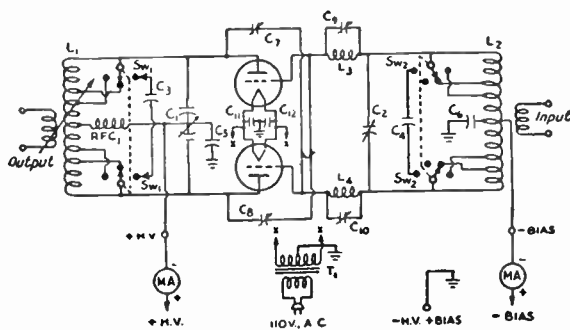 L1
Sw1
C3
C1
C5
RFC1
Output
Sw1
C7
C11
C12
x
x
C8
C9
L3
C2
L4
C10
Sw2
C4
Sw2
L2
C6
Input
+ H.V.
-
MA
+
+ H.V.
x
x
T1
110V., A C
-H.V. +BIAS
- BIAS
-
MA
+
- BIAS